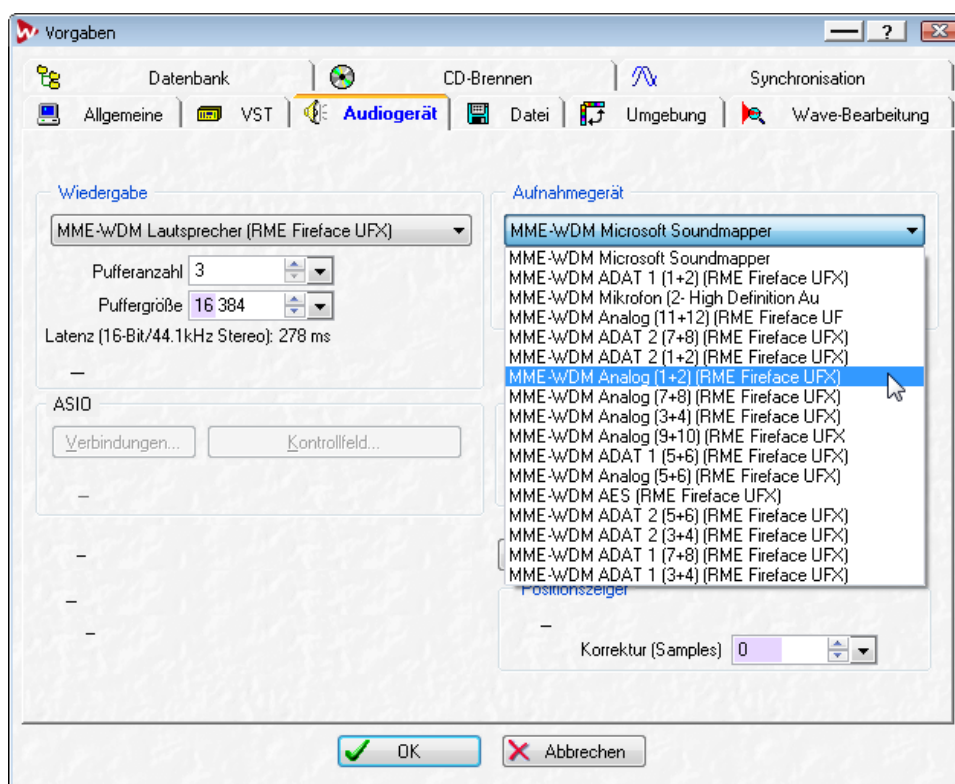 Vorgaben
?
Datenbank
CD-Brennen
Synchronisation
Allgemeine
VST
Audiogerät
Datei
Umgebung
Wave-Bearbeitung
Wiedergabe
MME-WDM Lautsprecher (RME Fireface UFX)
Pufferanzahl 3
Puffergröße 16 384
Latenz (16-Bit/44.1kHz Stereo): 278 ms
–
ASIO
Verbindungen...
Kontrollfeld...
–
–
–
–
Aufnahmegerät
MME-WDM Microsoft Soundmapper
MME-WDM Microsoft Soundmapper
MME-WDM ADAT 1 (1+2) (RME Fireface UFX)
MME-WDM Mikrofon (2- High Definition Au
MME-WDM Analog (11+12) (RME Fireface UF
MME-WDM ADAT 2 (7+8) (RME Fireface UFX)
MME-WDM ADAT 2 (1+2) (RME Fireface UFX)
MME-WDM Analog (1+2) (RME Fireface UFX)
MME-WDM Analog (7+8) (RME Fireface UFX)
MME-WDM Analog (3+4) (RME Fireface UFX)
MME-WDM Analog (9+10) (RME Fireface UFX
MME-WDM ADAT 1 (5+6) (RME Fireface UFX)
MME-WDM Analog (5+6) (RME Fireface UFX)
MME-WDM AES (RME Fireface UFX)
MME-WDM ADAT 2 (5+6) (RME Fireface UFX)
MME-WDM ADAT 2 (3+4) (RME Fireface UFX)
MME-WDM ADAT 1 (7+8) (RME Fireface UFX)
MME-WDM ADAT 1 (3+4) (RME Fireface UFX)
Positionszeiger
–
Korrektur (Samples) 0
OK
Abbrechen